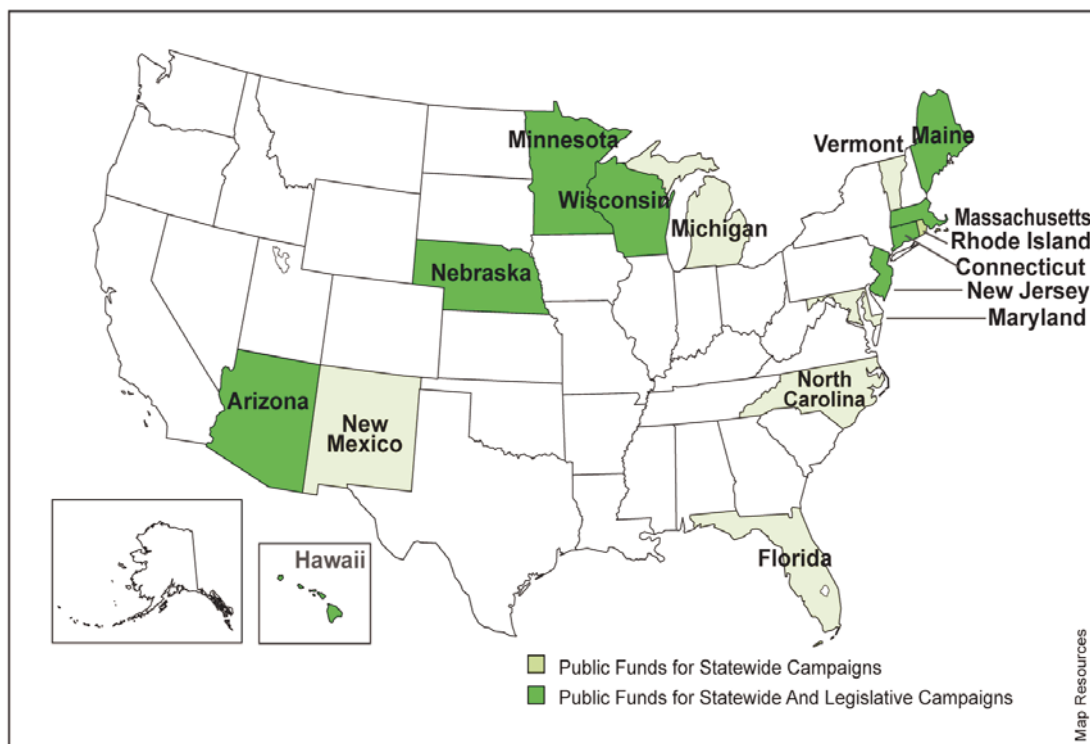 Minnesota
Vermont
Maine
Wisconsin
Michigan
Massachusetts
Rhode Island
Connecticut
New Jersey
Maryland
Nebraska
Arizona
New
Mexico
North
Carolina
Florida
Hawaii
Public Funds for Statewide Campaigns
Public Funds for Statewide And Legislative Campaigns
Map Resources